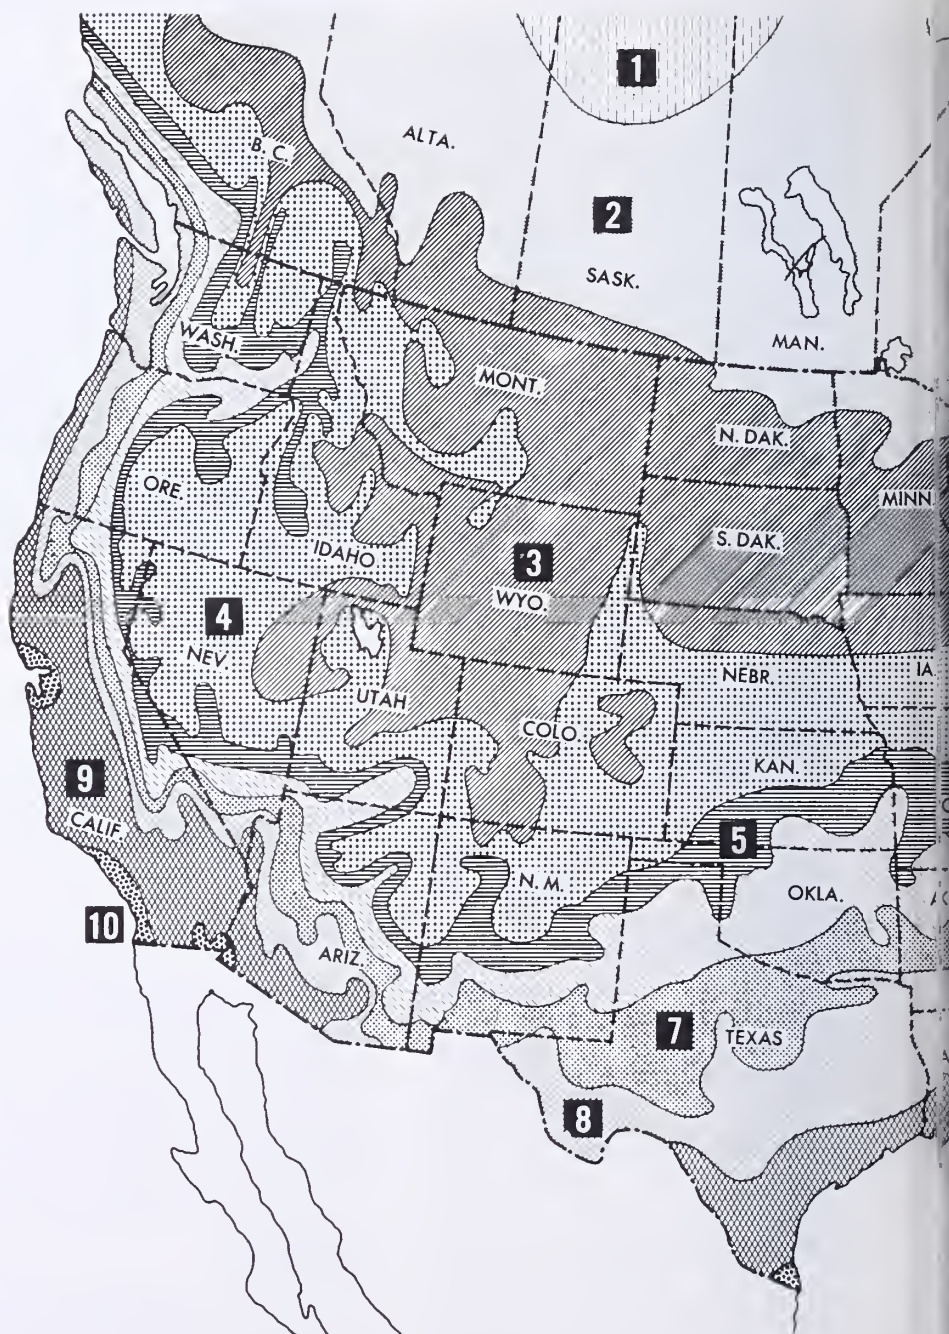 1
B. C.
ALTA.
2
SASK.
WASH.
MAN.
MONT.
N. DAK.
ORE.
MINN
IDAHO
3
S. DAK.
WYO.
4
NEV.
NEBR.
IA
UTAH
COLO.
9
KAN.
CALIF.
5
N. M.
OKLA.
10
ARIZ.
7
TEXAS
8